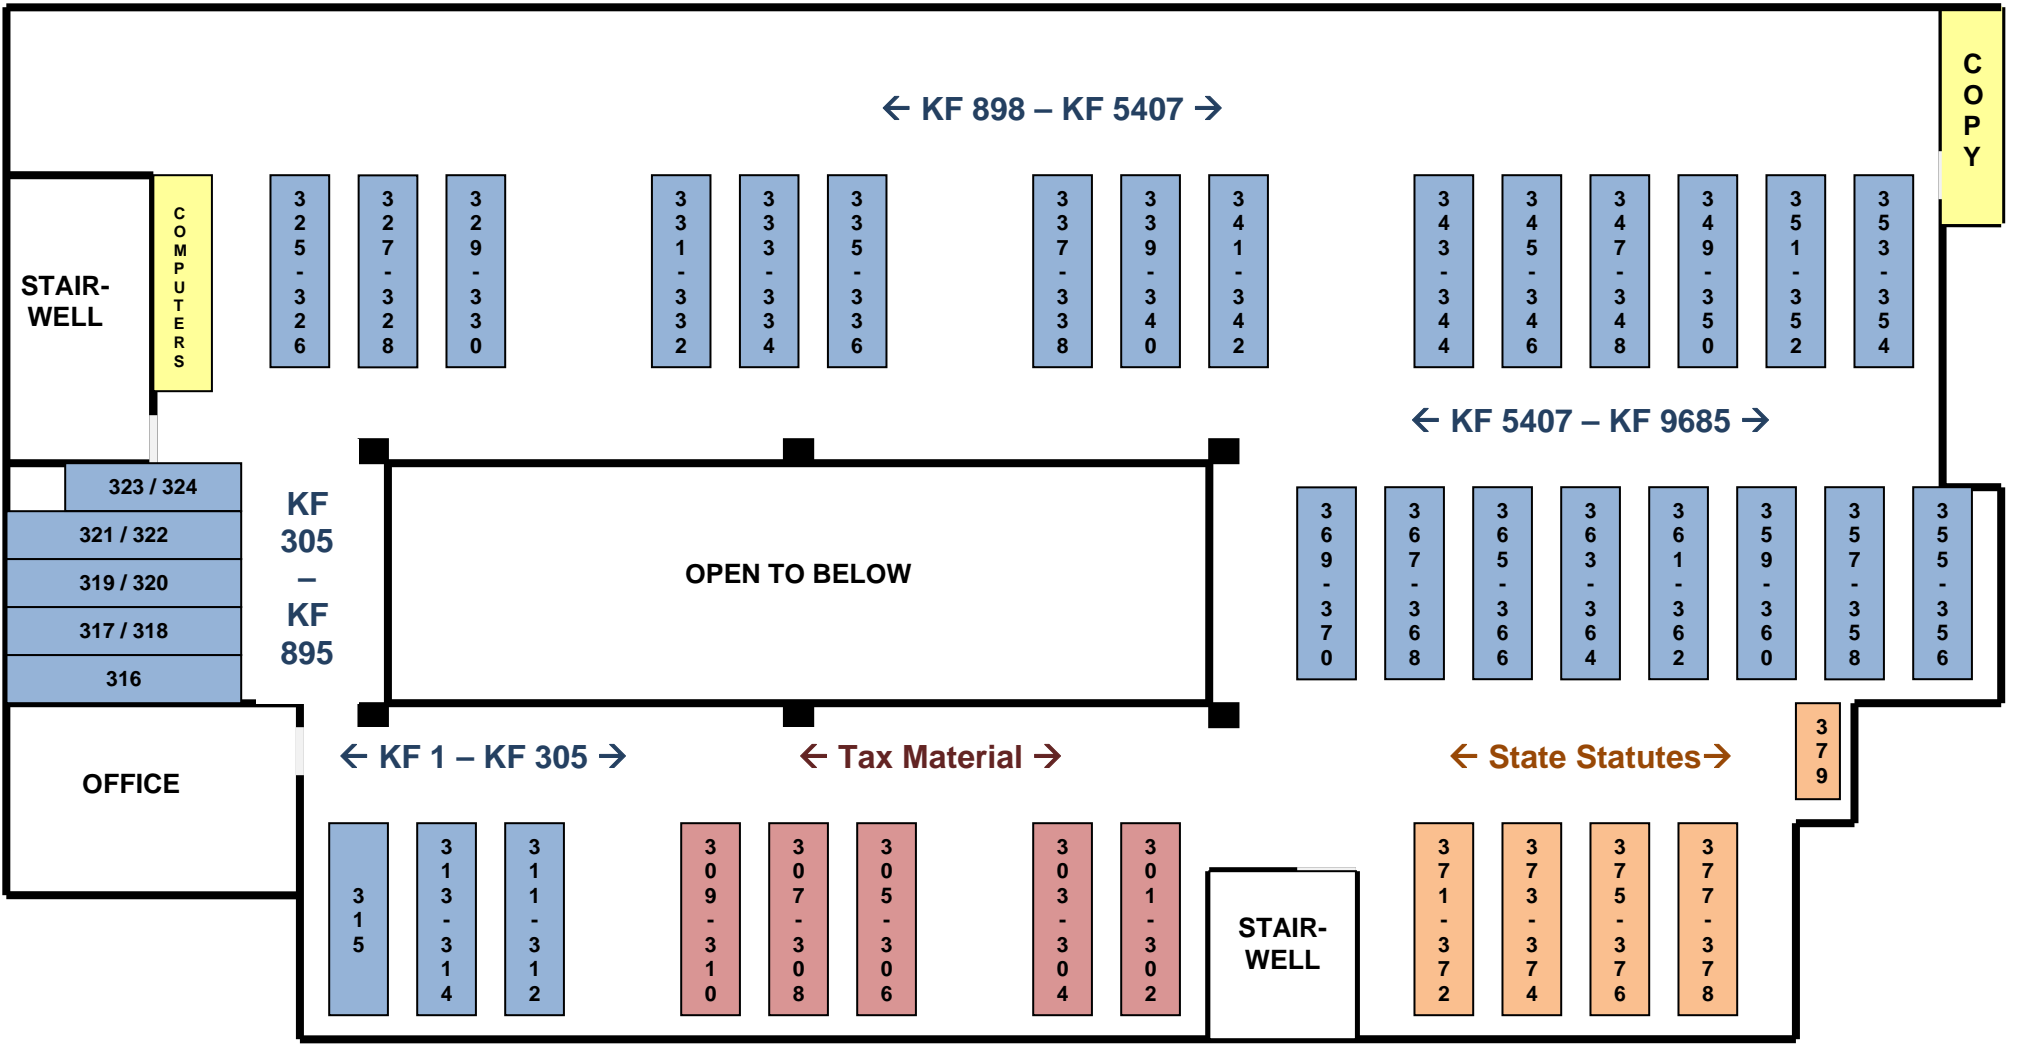 ← KF 898 – KF 5407 →
COPY
STAIR-
WELL
COMPUTERS
325-326
327-328
329-330
331-332
333-334
335-336
337-338
339-340
341-342
343-344
345-346
347-348
349-350
351-352
353-354
← KF 5407 – KF 9685 →
323 / 324
321 / 322
319 / 320
317 / 318
316
KF
305
–
KF
895
OPEN TO BELOW
369-370
367-368
365-366
363-364
361-362
359-360
357-358
355-356
← KF 1 – KF 305 →
← Tax Material →
← State Statutes→
379
OFFICE
315
313-314
311-312
309-310
307-308
305-306
303-304
301-302
STAIR-
WELL
371-372
373-374
375-376
377-378